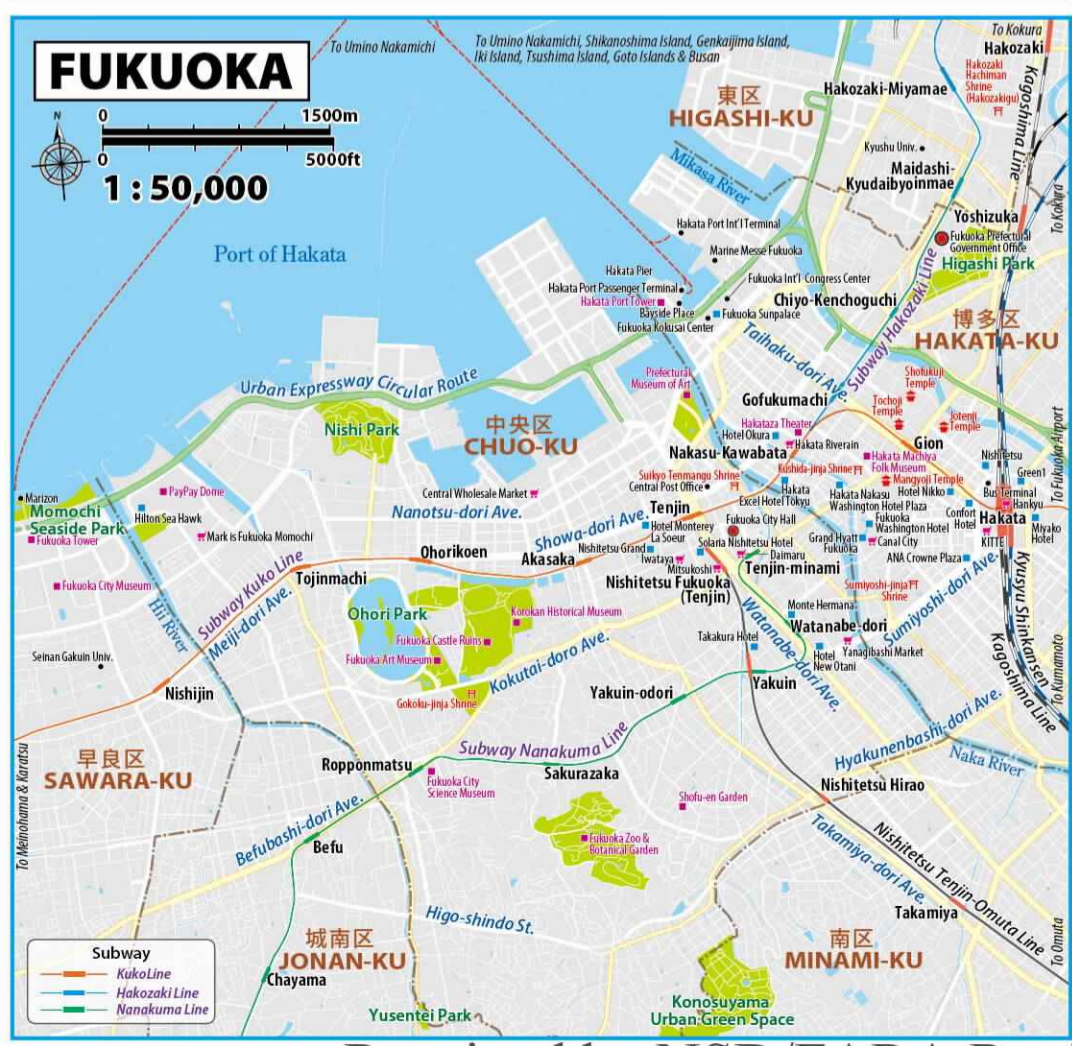 FUKUOKA
N
0 1500m
0 5000ft
1 : 50,000
To Umino Nakamichi
To Umino Nakamichi, Shikanoshima Island, Genkaijima Island,
Iki Island, Tsushima Island, Goto Islands & Busan
To Kokura
Hakozaki
Hakozaki
Hachiman
Shrine
(Hakozakigu)
Kagoshima Line
Hakozaki-Miyamae
東区
HIGASHI-KU
Kyushu Univ.
Mikasa River
Maidashi-
Kyudaibyoinmae
Yoshizuka
To Kokura
Hakata Port Int'l Terminal
Fukuoka Prefectural
Government Office
Higashi Park
Port of Hakata
Marine Messe Fukuoka
Hakata Pier
Fukuoka Int'l Congress Center
Hakata Port Passenger Terminal
Hakata Port Tower
Bayside Place
Fukuoka Sunpalace
Fukuoka Kokusai Center
Chiyo-Kenchoguchi
Subway Hakozaki Line
博多区
HAKATA-KU
Taihaku-dori Ave.
Urban Expressway Circular Route
Prefectural
Museum of Art
Shofukuji
Temple
Tochoji
Temple
Jotenji
Temple
Gofukumachi
Nishi Park
中央区
CHUO-KU
Hakataza Theater
Hotel Okura
Hakata Riverain
Gion
Nakasu-Kawabata
Hakata Machiya
Folk Museum
Nishitetsu
To Fukuoka Airport
Suikyo Tenmangu Shrine
Kushida-jinja Shrine
Mangyoji Temple
Green1
Marizon
PayPay Dome
Central Wholesale Market
Central Post Office
Hakata
Excel Hotel Tokyu
Hakata Nakasu
Washington Hotel Plaza
Hotel Nikko
Bus Terminal
Hankyu
Momochi
Seaside Park
Hilton Sea Hawk
Nanotsu-dori Ave.
Tenjin
Fukuoka City Hall
Fukuoka
Washington Hotel
Comfort
Hotel
Hakata
Miyako
Hotel
Fukuoka Tower
Mark is Fukuoka Momochi
Showa-dori Ave.
Hotel Monterey
La Soeur
Solaria Nishitetsu Hotel
Grand Hyatt
Fukuoka
Canal City
KITTE
Ohorikoen
Akasaka
Nishitetsu Grand
Iwataya
Mitsukoshi
Daimaru
Tenjin-minami
ANA Crowne Plaza
Subway Kuko Line
Tojinmachi
Nishitetsu Fukuoka
(Tenjin)
Sumiyoshi-jinja
Shrine
Fukuoka City Museum
Meiji-dori Ave.
Ohori Park
Korokan Historical Museum
Monte Hermana
Sumiyoshi-dori Ave.
Kyusyu Shinkansen
Hii River
Fukuoka Castle Ruins
Watanabe-dori
Takakura Hotel
Yanagibashi Market
Seinan Gakuin Univ.
Fukuoka Art Museum
Kokutai-doro Ave.
Hotel
New Otani
Watanabe-dori Ave.
Kagoshima Line
To Kumamoto
Nishijin
Gokoku-jinja Shrine
Yakuin-odori
Yakuin
早良区
SAWARA-KU
Subway Nanakuma Line
Hyakunenbashi-dori Ave.
Naka River
To Meinohama & Karatsu
Ropponmatsu
Fukuoka City
Science Museum
Sakurazaka
Nishitetsu Hirao
Befubashi-dori Ave.
Shofu-en Garden
Befu
Fukuoka Zoo &
Botanical Garden
Takamiya-dori Ave.
Nishitetsu Tenjin-Omuta Line
Higo-shindo St.
Takamiya
To Omuta
城南区
JONAN-KU
南区
MINAMI-KU
Chayama
Yusentei Park
Konosuyama
Urban Green Space
Subway
KukoLine
Hakozaki Line
Nanakuma Line